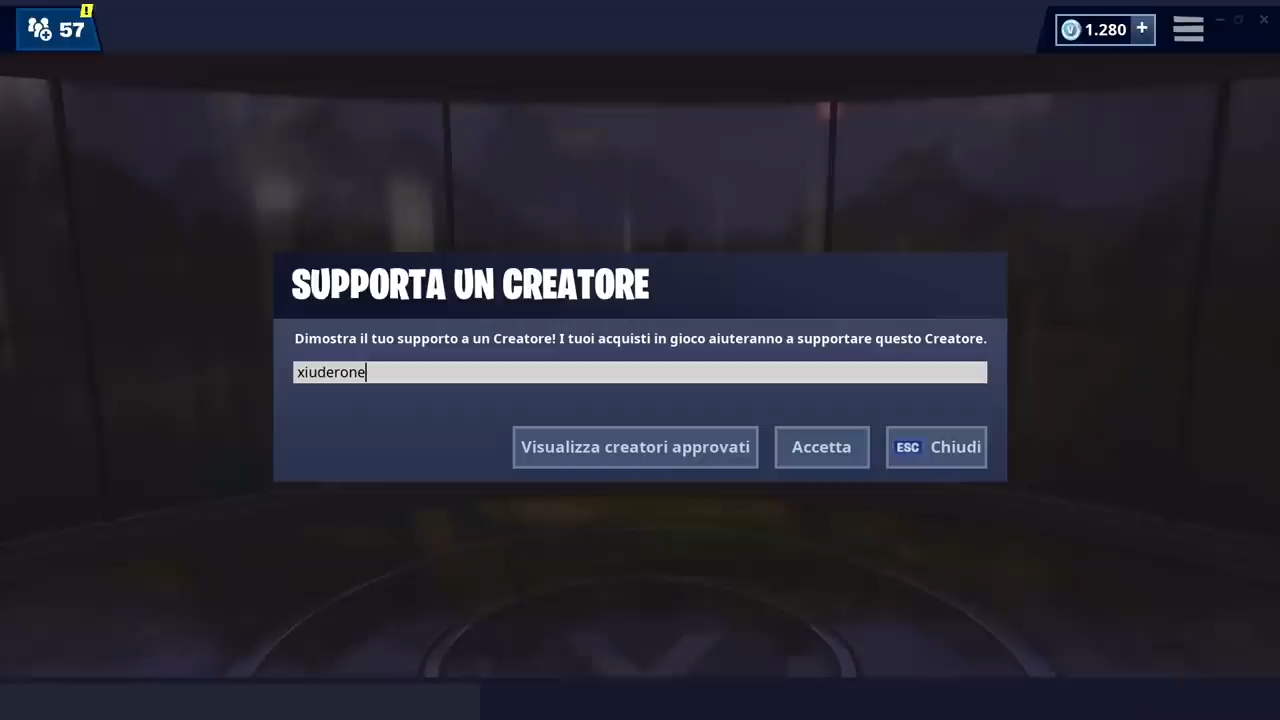 57
!
1.280 +
SUPPORTA UN CREATORE
Dimostra il tuo supporto a un Creatore! I tuoi acquisti in gioco aiuteranno a supportare questo Creatore.
xiuderone
Visualizza creatori approvati
Accetta
ESC Chiudi